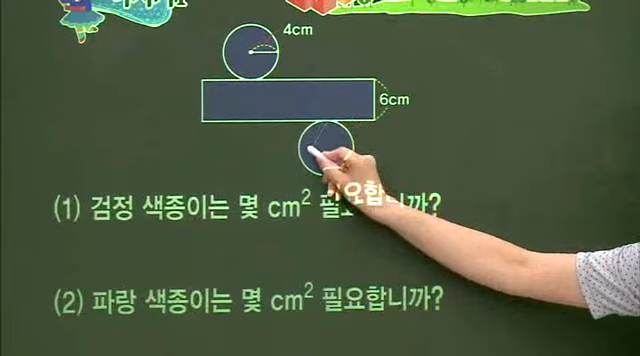 4cm
6cm
(1) 검정 색종이는 몇 cm² 필요합니까?
(2) 파랑 색종이는 몇 cm² 필요합니까?